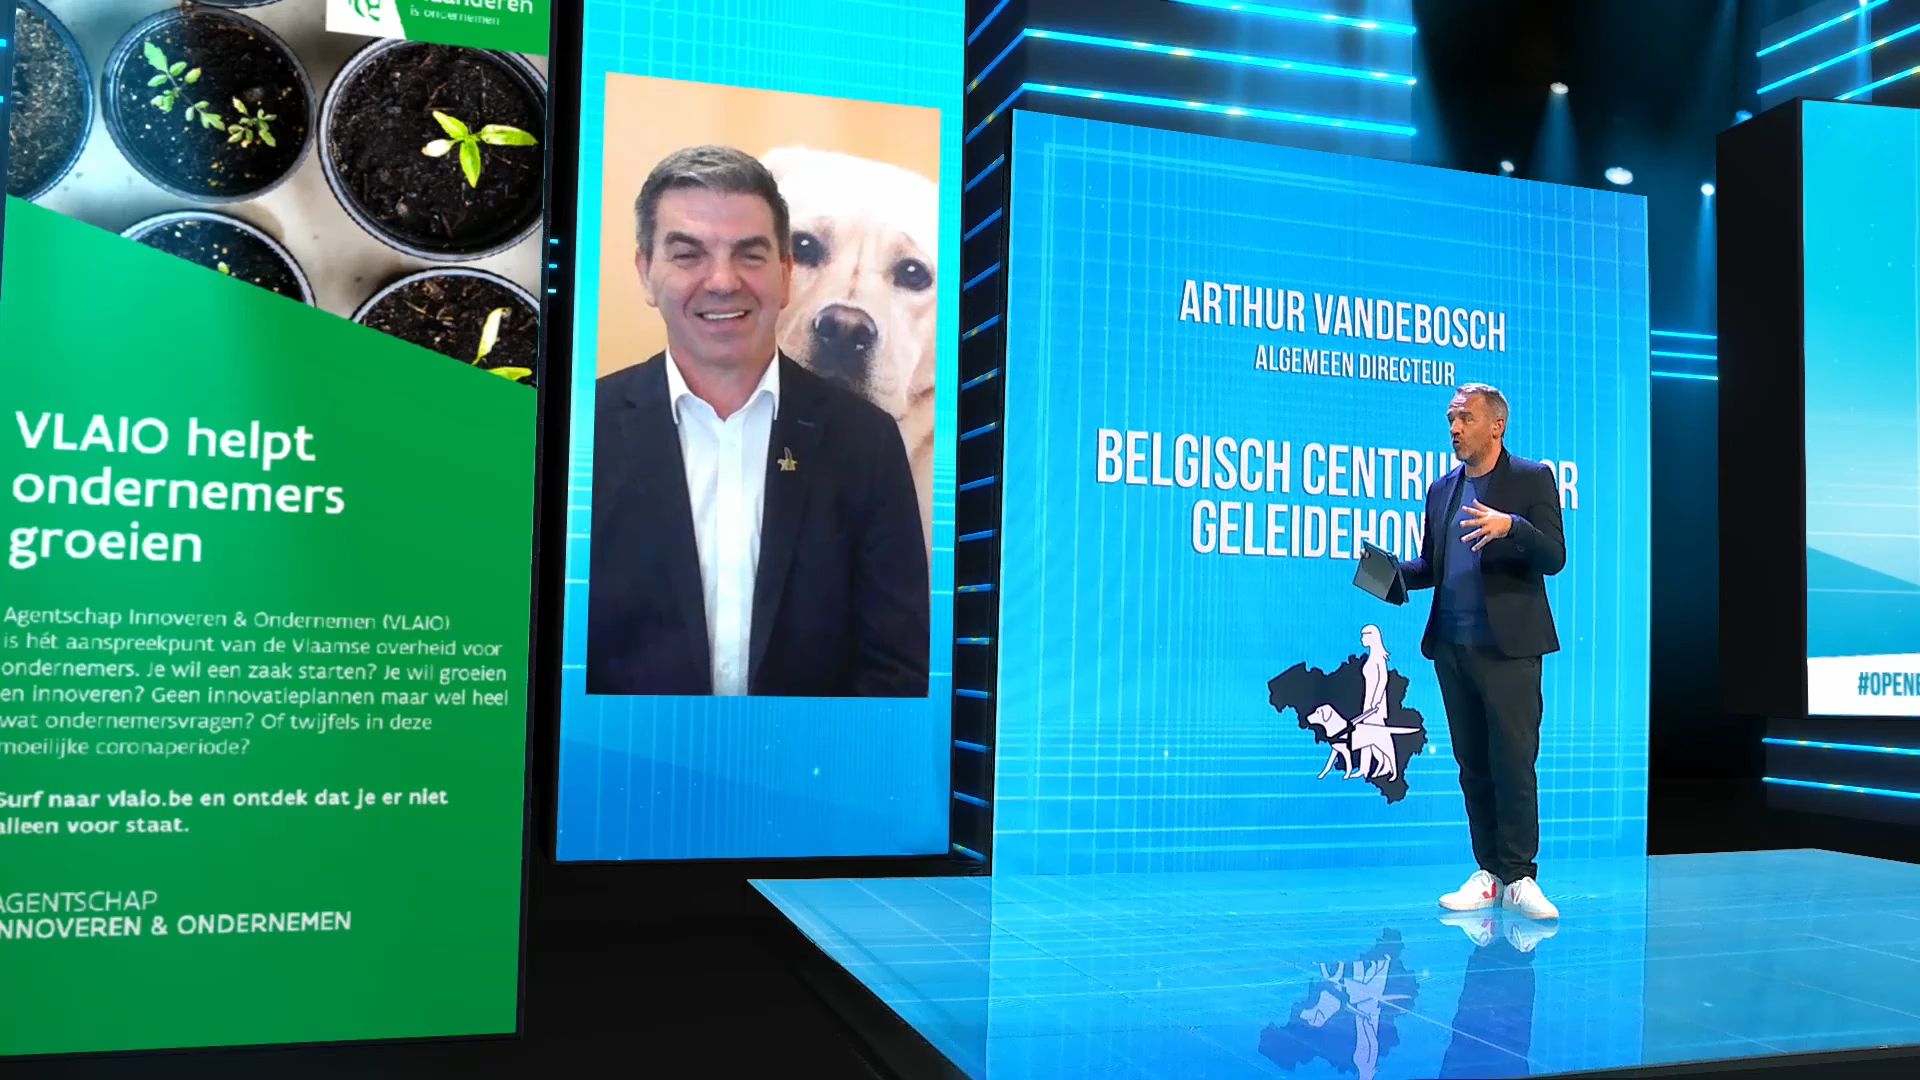 is ondernemen
VLAIO helpt
ondernemers
groeien
Agentschap Innoveren & Ondernemen (VLAIO)
is hét aanspreekpunt van de Vlaamse overheid voor
ondernemers. Je wil een zaak starten? Je wil groeien
en innoveren? Geen innovatieplannen maar wel heel
wat ondernemersvragen? Of twijfels in deze
moeilijke coronaperiode?
Surf naar vlaio.be en ontdek dat je er niet
alleen voor staat.
AGENTSCHAP
INNOVEREN & ONDERNEMEN
ARTHUR VANDEBOSCH
ALGEMEEN DIRECTEUR
BELGISCH